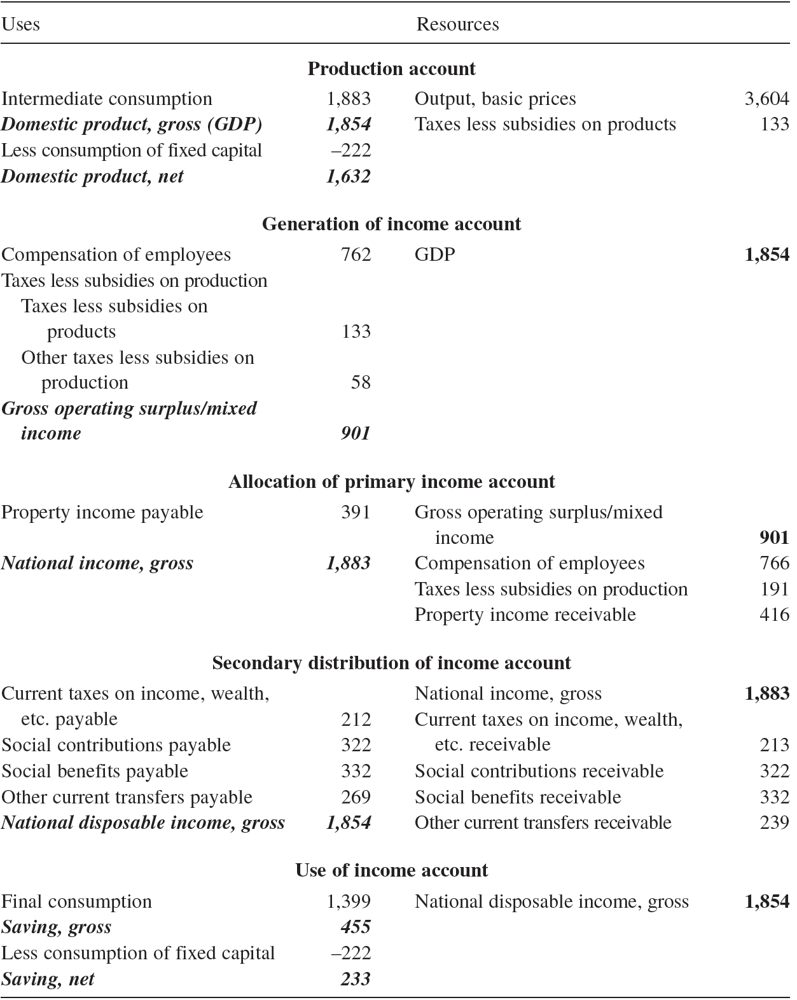 Uses Resources
Production account
Intermediate consumption 1,883 Output, basic prices 3,604
Domestic product, gross (GDP) 1,854 Taxes less subsidies on products 133
Less consumption of fixed capital –222
Domestic product, net 1,632
Generation of income account
Compensation of employees 762 GDP 1,854
Taxes less subsidies on production
Taxes less subsidies on
products 133
Other taxes less subsidies on
production 58
Gross operating surplus/mixed
income 901
Allocation of primary income account
Property income payable 391 Gross operating surplus/mixed
income 901
National income, gross 1,883 Compensation of employees 766
Taxes less subsidies on production 191
Property income receivable 416
Secondary distribution of income account
Current taxes on income, wealth, National income, gross 1,883
etc. payable 212 Current taxes on income, wealth,
Social contributions payable 322 etc. receivable 213
Social benefits payable 332 Social contributions receivable 322
Other current transfers payable 269 Social benefits receivable 332
National disposable income, gross 1,854 Other current transfers receivable 239
Use of income account
Final consumption 1,399 National disposable income, gross 1,854
Saving, gross 455
Less consumption of fixed capital –222
Saving, net 233